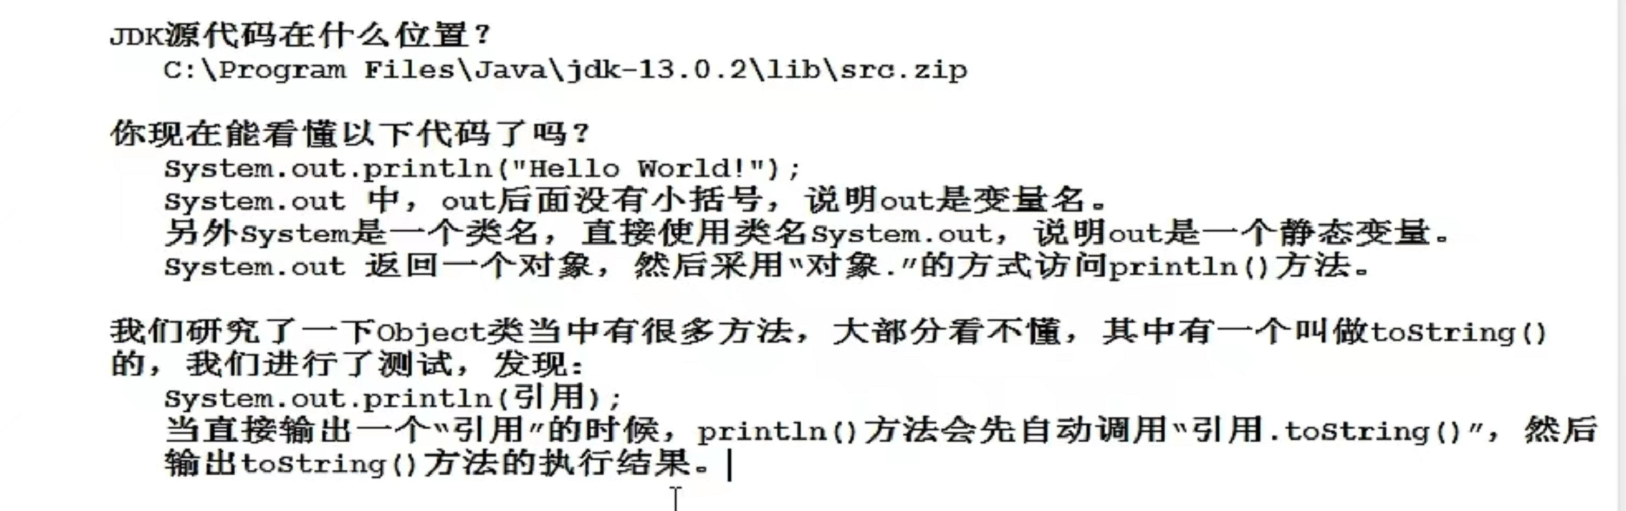 JDK源代码在什么位置？
C:\Program Files\Java\jdk-13.0.2\lib\src.zip
你现在能看懂以下代码了吗？
System.out.println("Hello World!");
System.out 中，out后面没有小括号，说明out是变量名。
另外System是一个类名，直接使用类名System.out，说明out是一个静态变量。
System.out 返回一个对象，然后采用“对象.”的方式访问println()方法。
我们研究了一下Object类当中有很多方法，大部分看不懂，其中有一个叫做toString()
的，我们进行了测试，发现：
System.out.println(引用);
当直接输出一个“引用”的时候，println()方法会先自动调用“引用.toString()”，然后
输出toString()方法的执行结果。